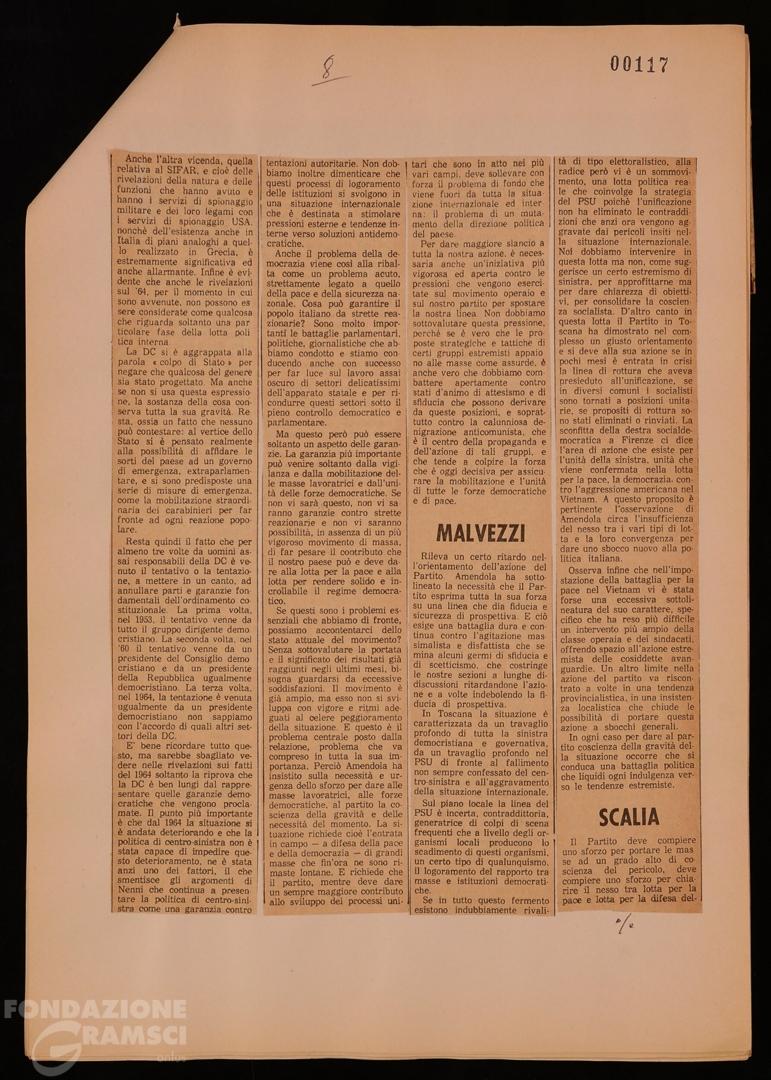 8
00117
Anche l'altra vicenda, quella
relativa al SIFAR, e cioè delle
rivelazioni della natura e delle
funzioni che hanno avuto e
hanno i servizi di spionaggio
militare e dei loro legami con
i servizi di spionaggio USA,
nonchè dell'esistenza anche in
Italia di piani analoghi a quel-
lo realizzato in Grecia, è
estremamente significativa ed
anche allarmante. Infine è evi-
dente che anche le rivelazioni
sul '64, per il momento in cui
sono avvenute, non possono es
sere considerate come qualcosa
che riguarda soltanto una par
ticolare fase della lotta poli
tica interna.
La DC si è aggrappata alla
parola « colpo di Stato » per
negare che qualcosa del genere
sia stato progettato. Ma anche
se non si usa questa espressio
ne, la sostanza della cosa con-
serva tutta la sua gravità. Re
sta, ossia un fatto che nessuno
può contestare: al vertice dello
Stato si è pensato realmente
alla possibilità di affidare le
sorti del paese ad un governo
di emergenza, extraparlamen-
tare, e si sono predisposte una
serie di misure di emergenza,
come la mobilitazione straordi-
naria dei carabinieri per far
fronte ad ogni reazione popo-
lare.
Resta quindi il fatto che per
almeno tre volte da uomini as-
sai responsabili della DC è ve-
nuto il tentativo o la tentazio-
ne, a mettere in un canto, ad
annullare parti e garanzie fon-
damentali dell'ordinamento co
stituzionale. La prima volta,
nel 1953, il tentativo venne da
tutto il gruppo dirigente demo
cristiano. La seconda volta, nel
'60 il tentativo venne da un
presidente del Consiglio demo
cristiano e da un presidente
della Repubblica ugualmente
democristiano. La terza volta,
nel 1964, la tentazione è venuta
ugualmente da un presidente
democristiano non sappiamo
con l'accordo di quali altri set-
tori della DC.
E' bene ricordare tutto que-
sto, ma sarebbe sbagliato ve-
dere nelle rivelazioni sui fatti
del 1964 soltanto la riprova che
la DC è ben lungi dal rappre-
sentare quelle garanzie demo-
cratiche che vengono procla-
mate. Il punto più importante
è che dal 1964 la situazione si
è andata deteriorando e che la
politica di centro-sinistra non è
stata capace di impedire que-
sto deterioramento, ne è stata
anzi uno dei fattori, il che
smentisce gli argomenti di
Nenni che continua a presen
tare la politica di centro-sini-
stra come una garanzia contro
tentazioni autoritarie. Non dob-
biamo inoltre dimenticare che
questi processi di logoramento
delle istituzioni si svolgono in
una situazione internazionale
che è destinata a stimolare
pressioni esterne e tendenze in-
terne verso soluzioni antidemo-
cratiche.
Anche il problema della de-
mocrazia viene così alla ribal-
ta come un problema acuto,
strettamente legato a quello
della pace e della sicurezza na-
zonale. Cosa può garantire il
popolo italiano da strette rea-
zionarie? Sono molto impor-
tanti le battaglie parlamentari,
politiche, giornalistiche che ab-
biamo condotto e stiamo con-
ducendo anche con successo
per far luce sul lavoro assai
oscuro di settori delicatissimi
dell'apparato statale e per ri-
condurre questi settori sotto il
pieno controllo democratico e
parlamentare.
Ma questo però può essere
soltanto un aspetto delle garan-
zie. La garanzia più importante
può venire soltanto dalla vigi-
lanza e dalla mobilitazione del-
le masse lavoratrici e dall'uni-
tà delle forze democratiche. Se
non vi sarà questo, non vi sa-
ranno garanzie contro strette
reazionarie e non vi saranno
possibilità, in assenza di un più
vigoroso movimento di massa,
di far pesare il contributo che
il nostro paese può e deve da-
re alla lotta per la pace e alla
lotta per rendere solido e in-
crollabile il regime democra-
tico.
Se questi sono i problemi es-
senziali che abbiamo di fronte,
possiamo accontentarci dello
stato attuale del movimento?
Senza sottovalutare la portata
e il significato dei risultati già
raggiunti negli ultimi mesi, bi-
sogna guardarsi da eccessive
soddisfazioni. Il movimento è
già ampio, ma esso non si svi-
luppa con vigore e ritmi ade-
guati al celere peggioramento
della situazione. E questo è il
problema centrale posto dalla
relazione, problema che va
compreso in tutta la sua im-
portanza. Perciò Amendola ha
insistito sulla necessità e ur-
genza dello sforzo per dare alle
masse lavoratrici, alle forze
democratiche, al partito la co-
scienza della gravità e delle
necessità del momento. La si-
tuazione richiede cioè l'entrata
in campo — a difesa della pace
e della democrazia — di grandi
masse che fin'ora ne sono ri-
maste lontane. E richiede che
il partito, mentre deve dare
un sempre maggiore contributo
allo sviluppo dei processi uni-
tari che sono in atto nei più
vari campi, deve sollevare con
forza il problema di fondo che
viene fuori da tutta la situa-
zione internazionale ed inter-
na: il problema di un muta-
mento della direzione politica
del paese.
Per dare maggiore slancio a
tutta la nostra azione, è neces-
saria anche un'iniziativa più
vigorosa ed aperta contro le
pressioni che vengono eserci-
tate sul movimento operaio e
sul nostro partito per spostare
la nostra linea. Non dobbiamo
sottovalutare questa pressione,
perchè se è vero che le pro-
poste strategiche e tattiche di
certi gruppi estremisti appaio
no alle masse come assurde, è
anche vero che dobbiamo com-
battere apertamente contro
stati d'animo di attesismo e di
sfiducia che possono derivare
da queste posizioni, e soprat-
tutto contro la calunniosa de-
nigrazione anticomunista, che
è il centro della propaganda e
dell'azione di tali gruppi, e
che tende a colpire la forza
che è oggi decisiva per assicu-
rare la mobilitazione e l'unità
di tutte le forze democratiche
e di pace.
MALVEZZI
Rileva un certo ritardo nel-
l'orientamento dell'azione del
Partito. Amendola ha sotto-
lineato la necessità che il Par-
tito esprima tutta la sua forza
su una linea che dia fiducia e
sicurezza di prospettiva. E ciò
esige una battaglia dura e con-
tinua contro l'agitazione mas
simalista e disfattista che se-
mina alcuni germi di sfiducia e
di scetticismo, che costringe
le nostre sezioni a lunghe di-
discussioni ritardandone l'azio-
ne e a volte indebolendo la fi-
ducia di prospettiva.
In Toscana la situazione è
caratterizzata da un travaglio
profondo di tutta la sinistra
democristiana e governativa,
da un travaglio profondo nel
PSU di fronte al fallimento
non sempre confessato del cen-
tro-sinistra e all'aggravamento
della situazione internazionale.
Sul piano locale la linea del
PSU è incerta, contraddittoria,
generatrice di colpi di scena
frequenti che a livello degli or-
ganismi locali producono lo
scadimento di questi organismi,
un certo tipo di qualunquismo,
il logoramento del rapporto tra
masse e istituzioni democrati-
che.
Se in tutto questo fermento
esistono indubbiamente rivali-
tà di tipo elettoralistico, alla
radice però vi è un sommovi-
mento, una lotta politica rea-
le che coinvolge la strategia
del PSU poichè l'unificazione
non ha eliminato le contraddi-
zioni che anzi ora vengono ag-
gravate dai pericoli insiti nel-
la situazione internazionale.
Noi dobbiamo intervenire in
questa lotta ma non, come sug-
gerisce un certo estremismo di
sinistra, per approfittarne ma
per dare chiarezza di obietti-
vi, per consolidare la coscien-
za socialista. D'altro canto in
questa lotta il Partito in To-
scana ha dimostrato nel com-
plesso un giusto orientamento
e si deve alla sua azione se in
pochi mesi è entrata in crisi
la linea di rottura che aveva
presieduto all'unificazione, se
in diversi comuni i socialisti
sono tornati a posizioni unita-
rie, se propositi di rottura so-
no stati eliminati o rinviati. La
sconfitta della destra socialde-
mocratica a Firenze ci dice
l'area di azione che esiste per
l'unità della sinistra, unità che
viene confermata nella lotta
per la pace, la democrazia, con-
tro l'aggressione americana nel
Vietnam. A questo proposito è
pertinente l'osservazione di
Amendola circa l'insufficienza
del nesso tra i vari tipi di lot-
ta e la loro convergenza per
dare uno sbocco nuovo alla po-
litica italiana.
Osserva infine che nell'impo-
stazione della battaglia per la
pace nel Vietnam vi è stata
forse una eccessiva sottoli-
neatura del suo carattere, spe-
cifico che ha reso più difficile
un intervento più ampio della
classe operaia e dei sindacati,
offrendo spazio all'azione estre-
mista delle cosiddette avan-
guardie. Un altro limite nella
azione del partito va riscon-
trato a volte in una tendenza
provincialistica, in una insisten-
za localistica che chiude le
possibilità di portare questa
azione a sbocchi generali.
In ogni caso per dare al par-
tito coscienza della gravità del-
la situazione occorre che si
conduca una battaglia politica
che liquidi ogni indulgenza ver-
so le tendenze estremiste.
SCALIA
Il Partito deve compiere
uno sforzo per portare le mas
se ad un grado alto di co-
scienza del pericolo, deve
compiere uno sforzo per chia-
rire il nesso tra lotta per la
pace e lotta per la difesa del-
FONDAZIONE
GRAMSCI
onlus